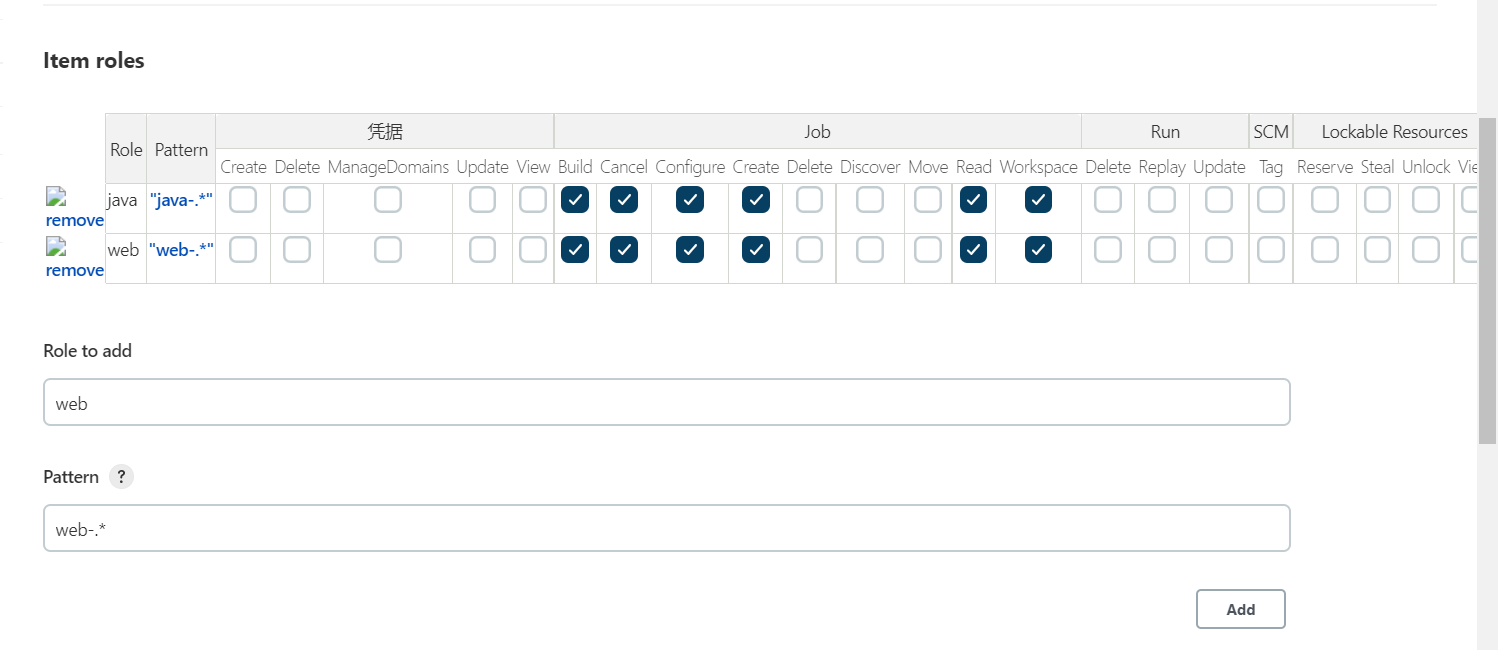 Item roles
凭据 Job Run SCM Lockable Resources
Role Pattern
Create Delete ManageDomains Update View Build Cancel Configure Create Delete Discover Move Read Workspace Delete Replay Update Tag Reserve Steal Unlock Vie
java "java-.*"
remove
web "web-.*"
remove
Role to add
web
Pattern ?
web-.*
Add